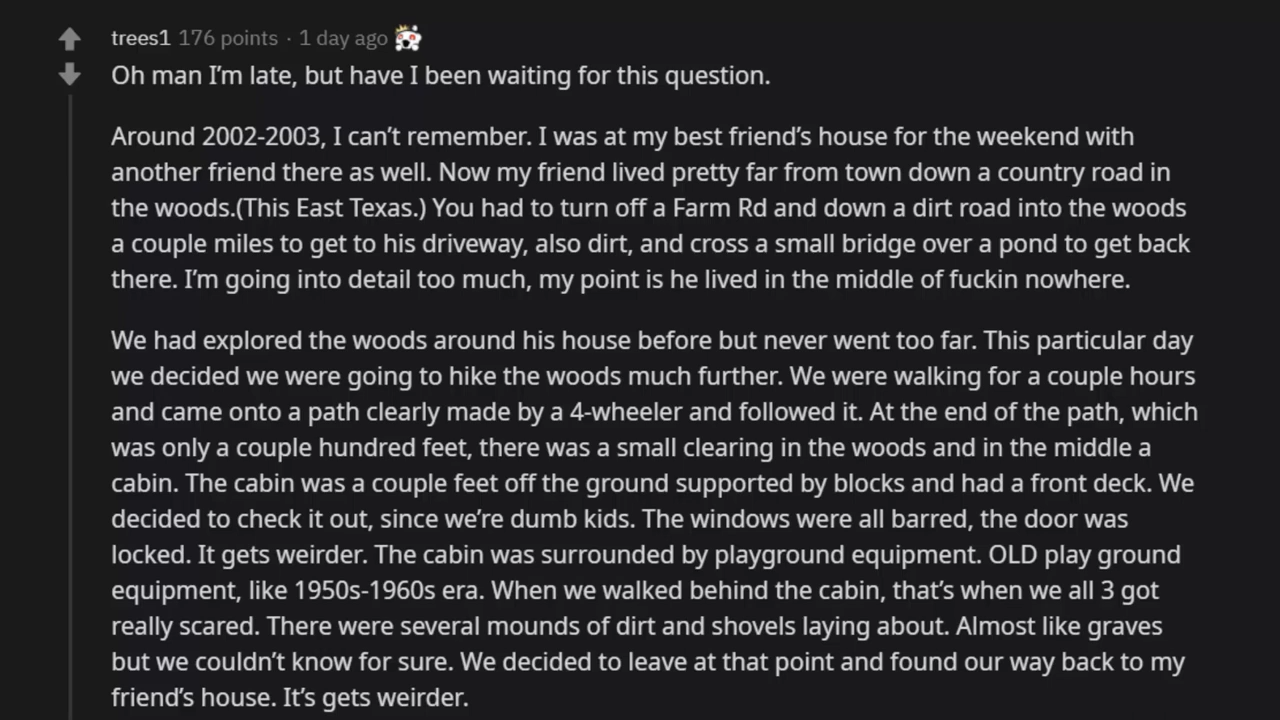 trees1 176 points · 1 day ago
Oh man I’m late, but have I been waiting for this question.
Around 2002-2003, I can’t remember. I was at my best friend’s house for the weekend with
another friend there as well. Now my friend lived pretty far from town down a country road in
the woods.(This East Texas.) You had to turn off a Farm Rd and down a dirt road into the woods
a couple miles to get to his driveway, also dirt, and cross a small bridge over a pond to get back
there. I’m going into detail too much, my point is he lived in the middle of fuckin nowhere.
We had explored the woods around his house before but never went too far. This particular day
we decided we were going to hike the woods much further. We were walking for a couple hours
and came onto a path clearly made by a 4-wheeler and followed it. At the end of the path, which
was only a couple hundred feet, there was a small clearing in the woods and in the middle a
cabin. The cabin was a couple feet off the ground supported by blocks and had a front deck. We
decided to check it out, since we’re dumb kids. The windows were all barred, the door was
locked. It gets weirder. The cabin was surrounded by playground equipment. OLD play ground
equipment, like 1950s-1960s era. When we walked behind the cabin, that’s when we all 3 got
really scared. There were several mounds of dirt and shovels laying about. Almost like graves
but we couldn’t know for sure. We decided to leave at that point and found our way back to my
friend’s house. It’s gets weirder.